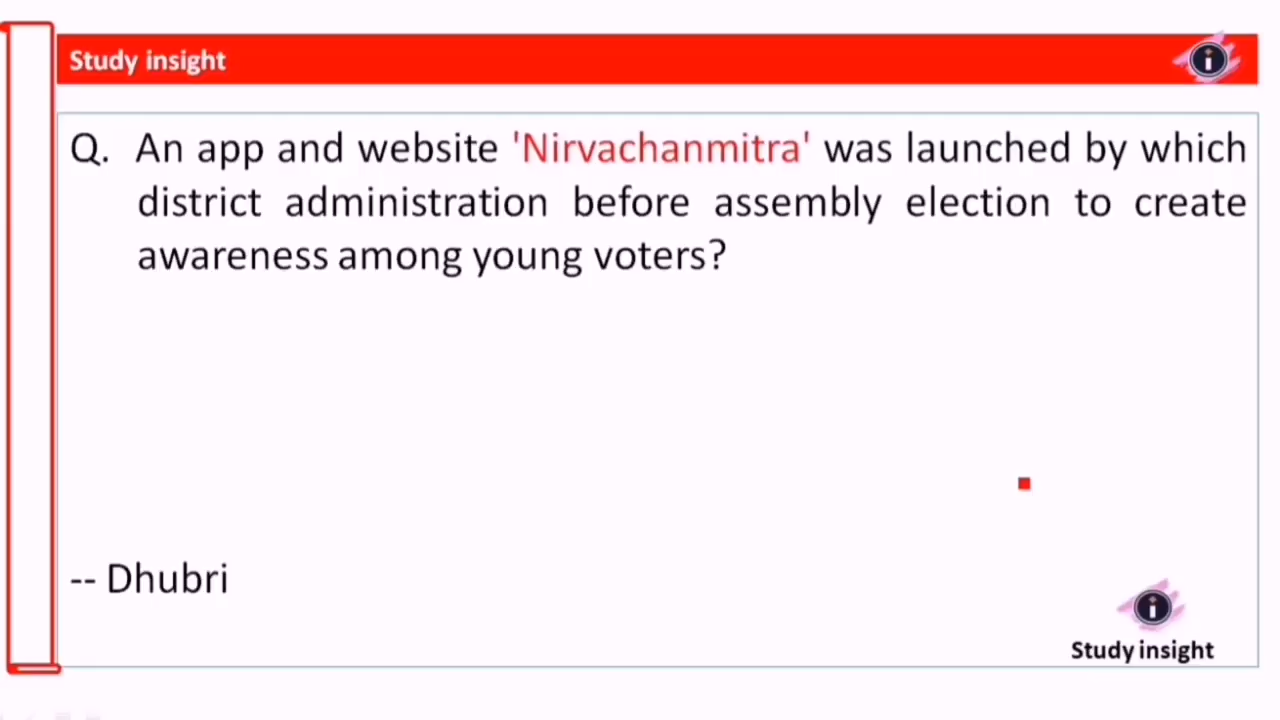 Study insight
Q. An app and website 'Nirvachanmitra' was launched by which
district administration before assembly election to create
awareness among young voters?
-- Dhubri
Study insight